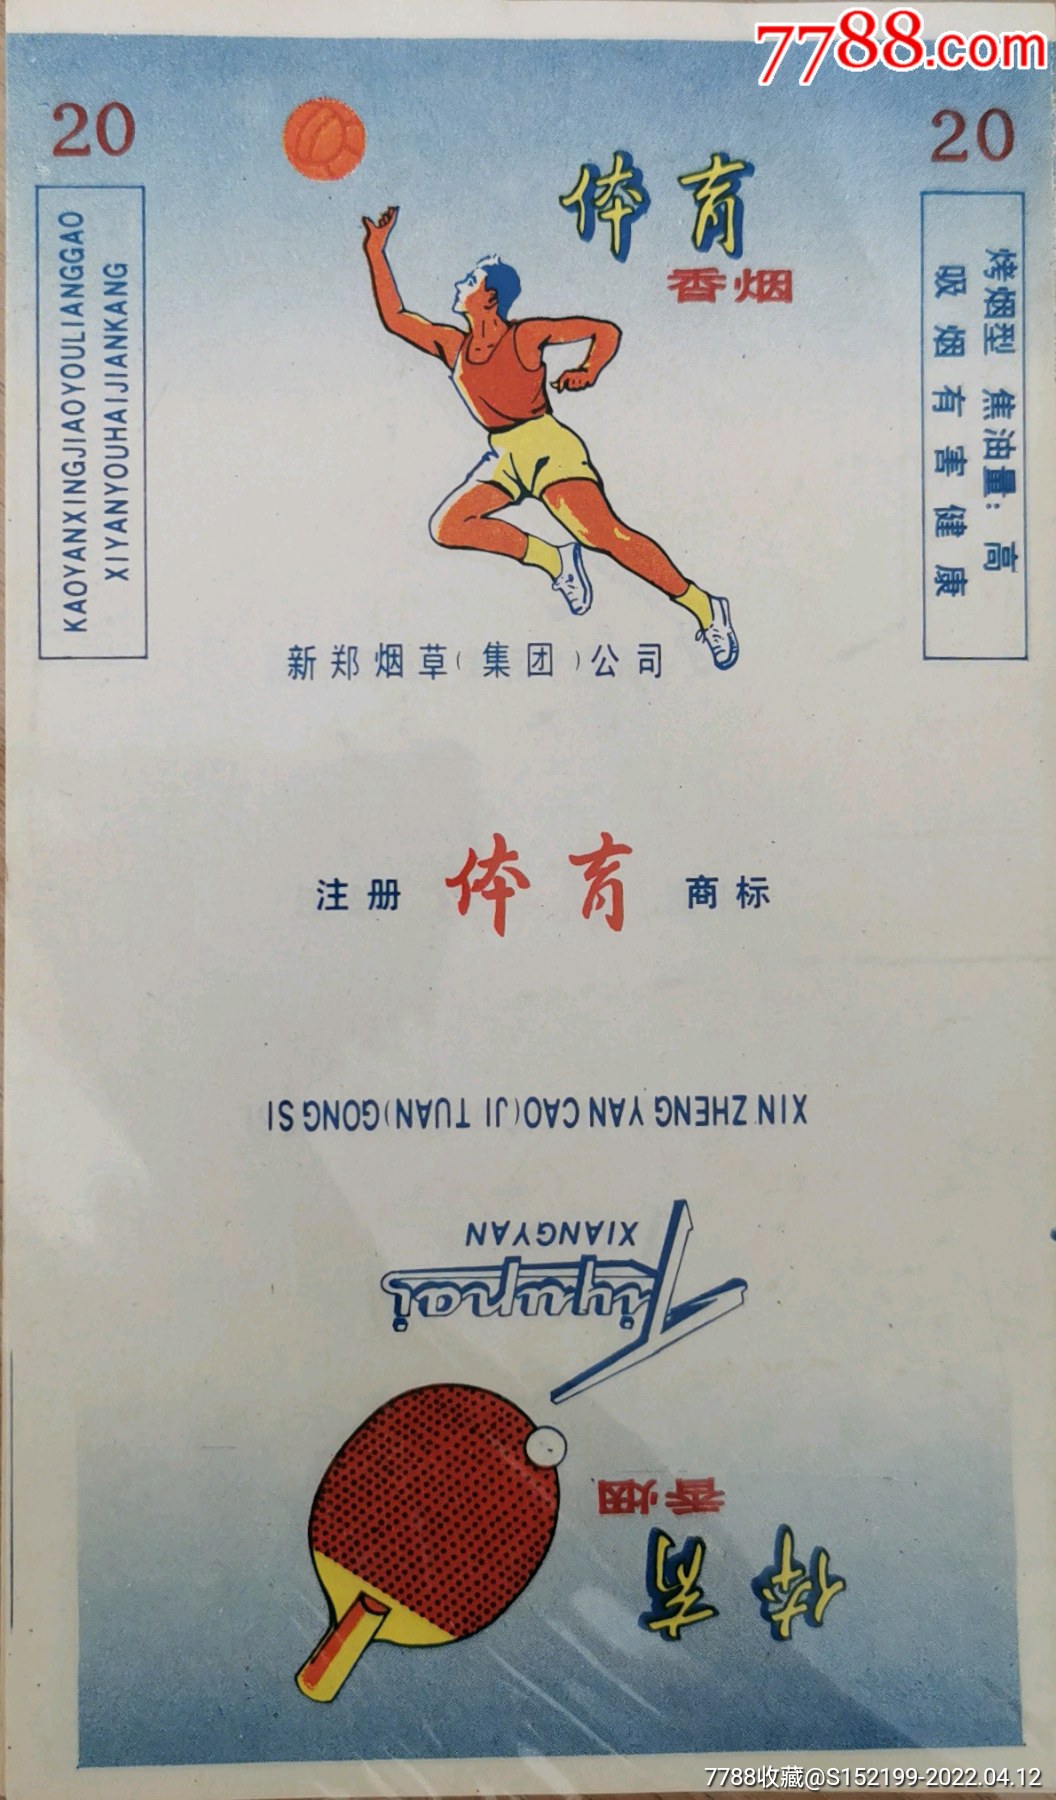 7788.com
20
20
体育
香烟
KAOYANXINGJIAOYOULIANGGAO
XIYANYOUHAIJIANKANG
烤烟型 焦油量：高
吸烟有害健康
新郑烟草（集团）公司
注册 体育 商标
XIN ZHENG YAN CAO(JI TUAN)GONG SI
XIANGYAN
Tiyupai
香烟
体育
7788收藏@S152199-2022.04.12